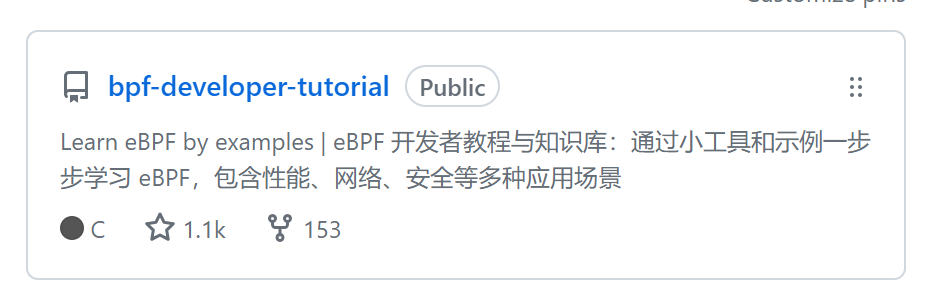 Customize pins
bpf-developer-tutorial Public
Learn eBPF by examples | eBPF 开发者教程与知识库：通过小工具和示例一步
步学习 eBPF，包含性能、网络、安全等多种应用场景
C 1.1k 153